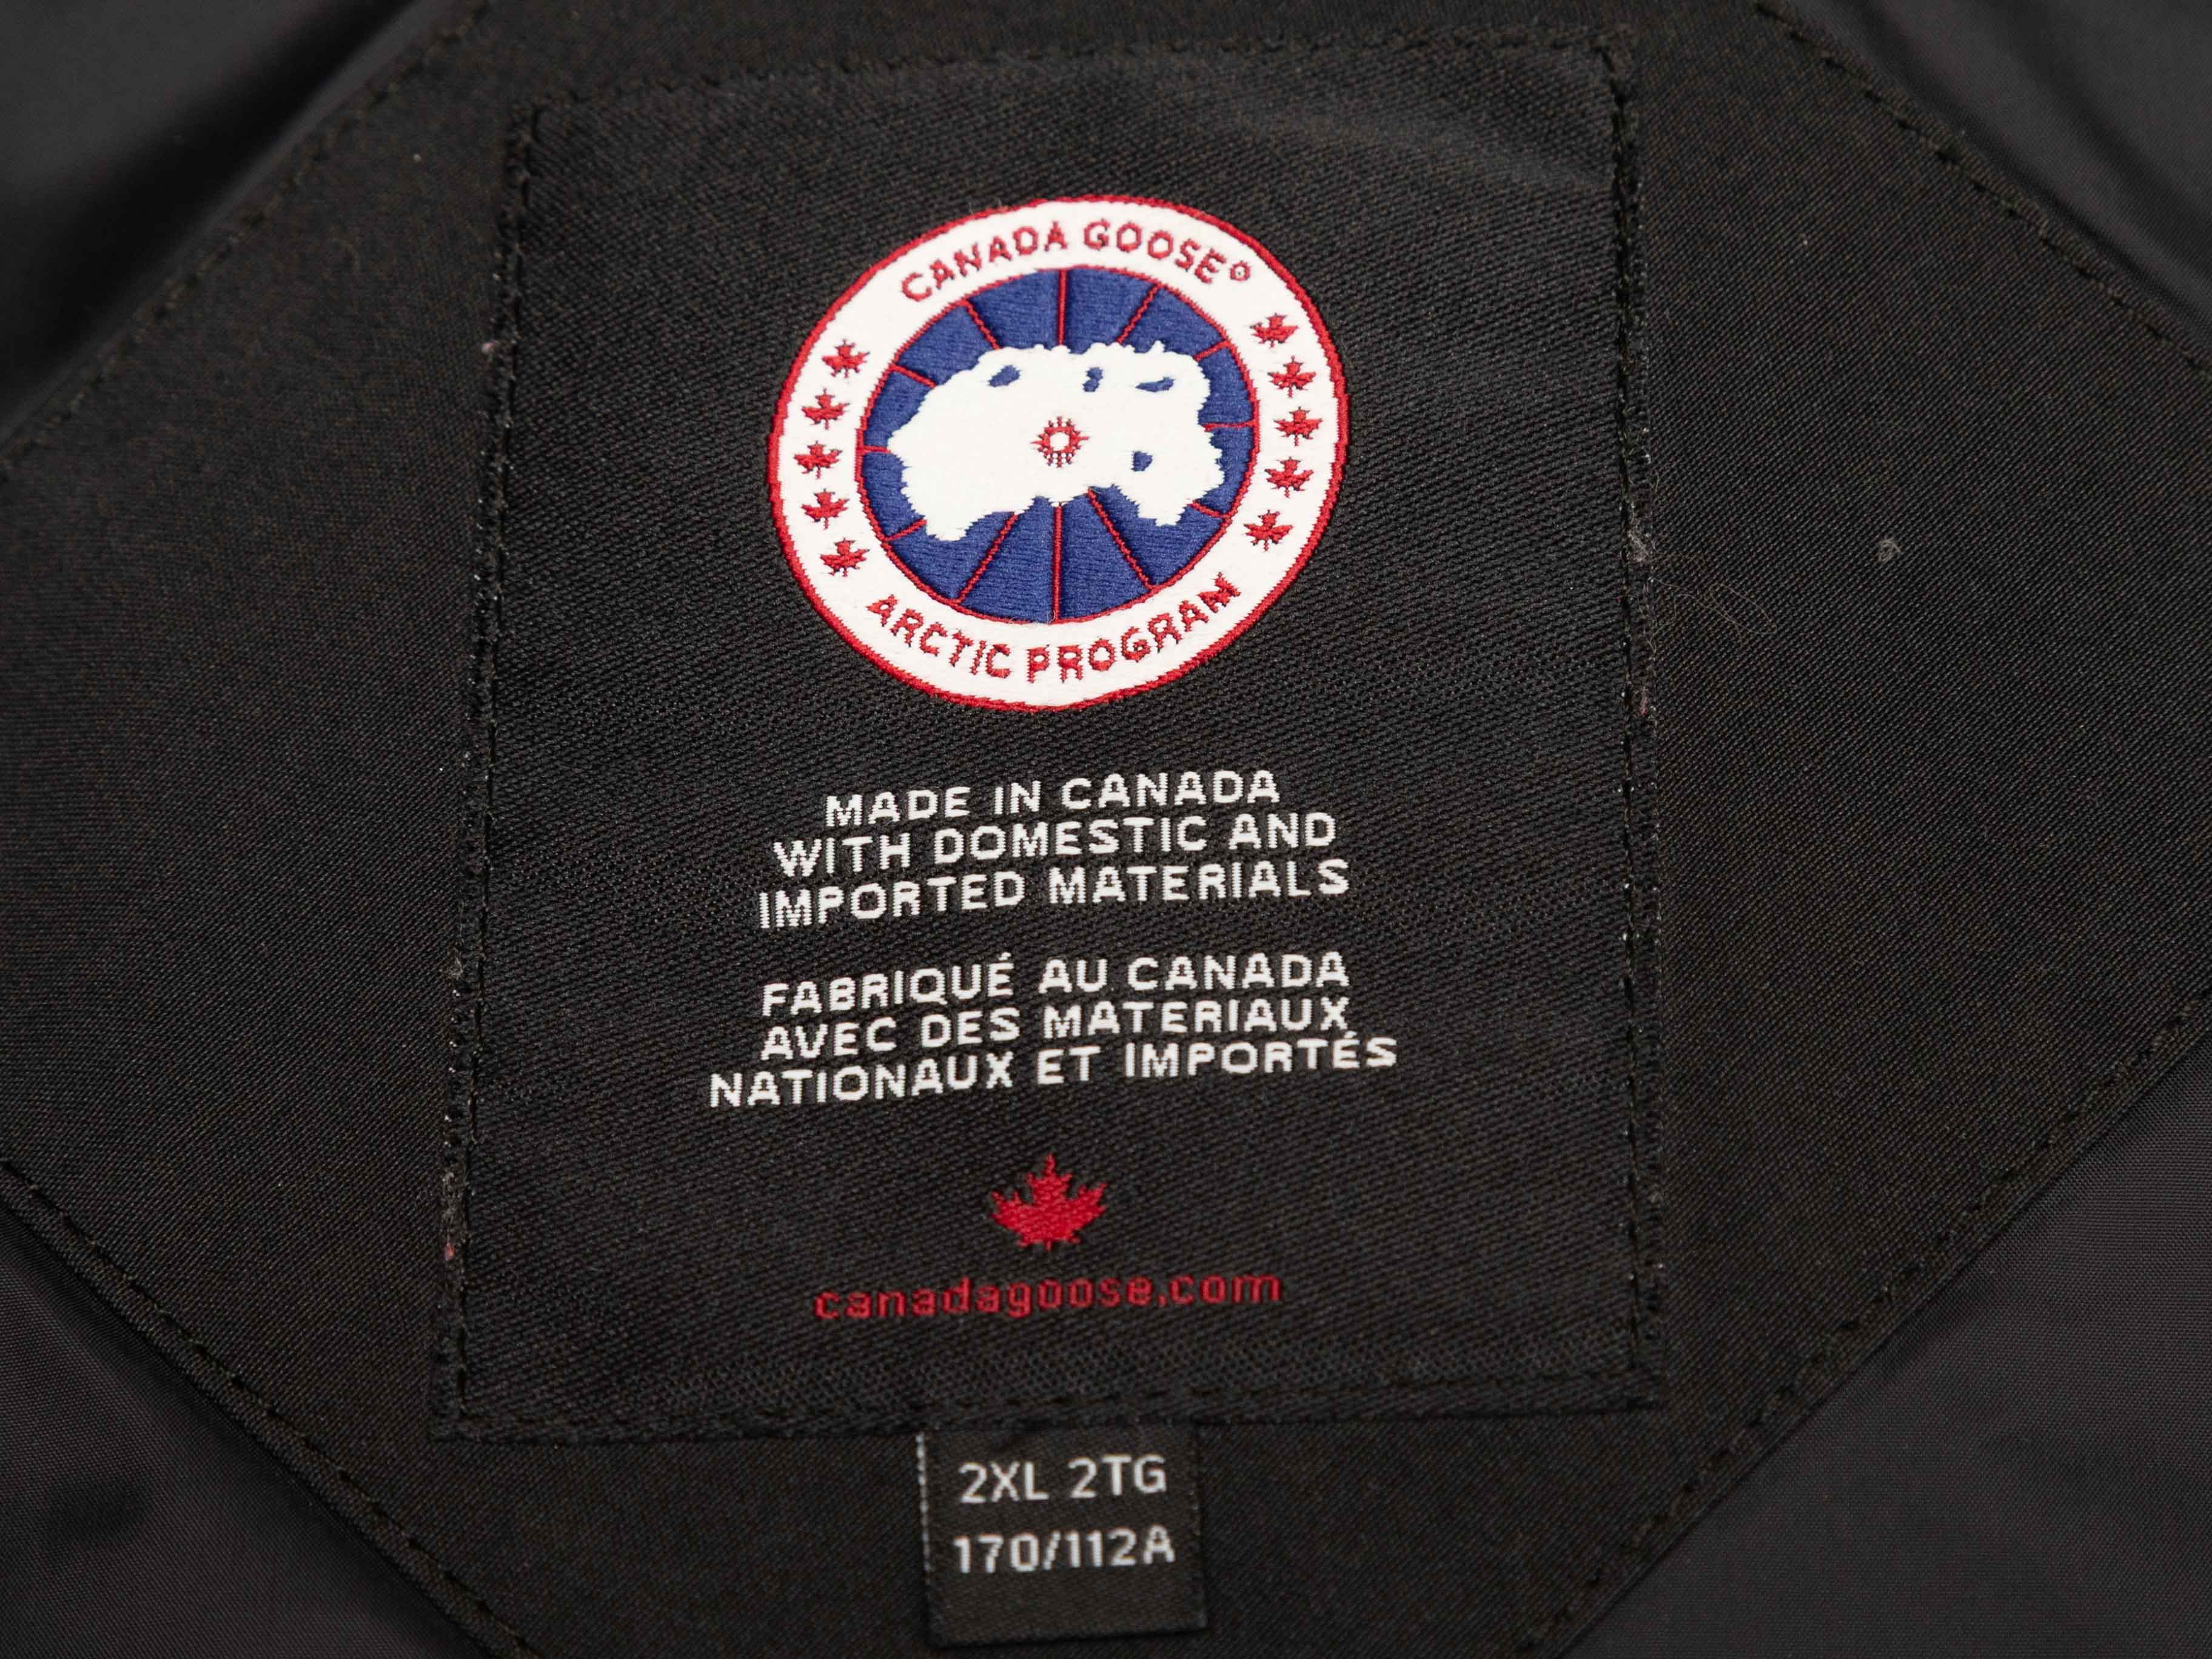 CANADA GOOSE®
ARCTIC PROGRAM
MADE IN CANADA
WITH DOMESTIC AND
IMPORTED MATERIALS
FABRIQUÉ AU CANADA
AVEC DES MATERIAUX
NATIONAUX ET IMPORTÉS
canadagoose.com
2XL 2TG
170/112A